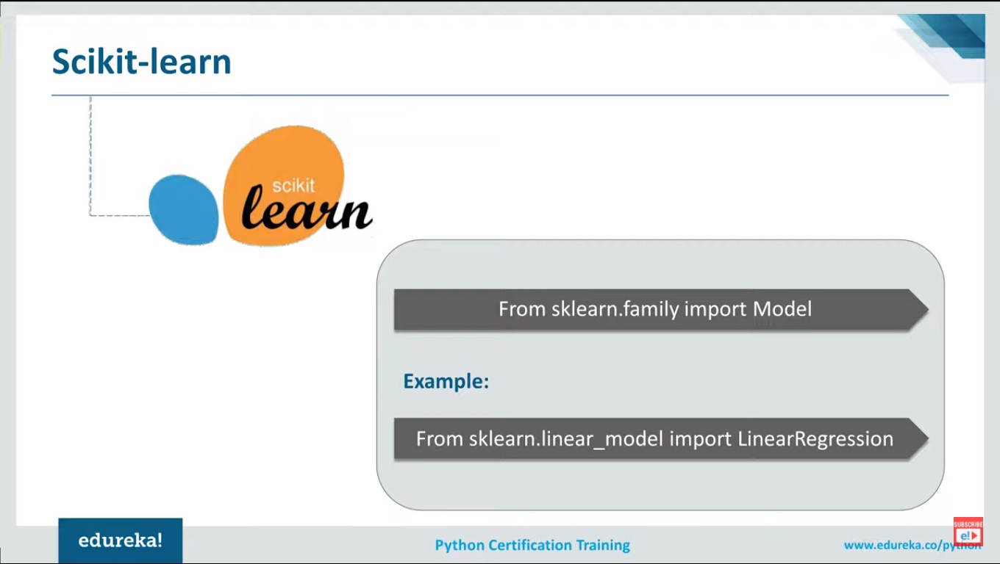 Scikit-learn
scikit
learn
From sklearn.family import Model
Example:
From sklearn.linear_model import LinearRegression
edureka!
Python Certification Training
www.edureka.co/python
SUBSCRIBE
e!